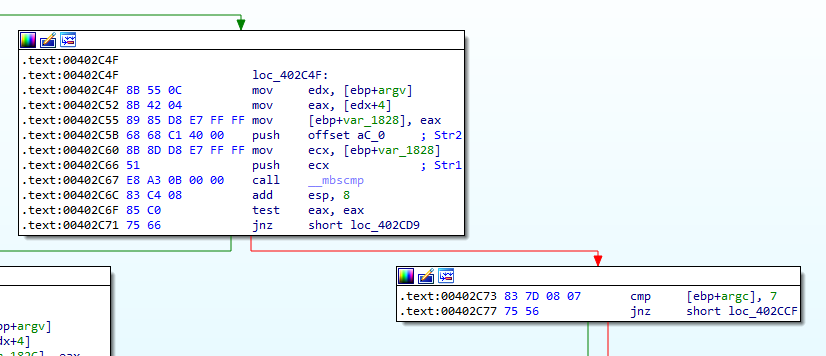 .text:00402C4F
.text:00402C4F loc_402C4F:
.text:00402C4F 8B 55 0C mov edx, [ebp+argv]
.text:00402C52 8B 42 04 mov eax, [edx+4]
.text:00402C55 89 85 D8 E7 FF FF mov [ebp+var_1828], eax
.text:00402C5B 68 68 C1 40 00 push offset aC_0 ; Str2
.text:00402C60 8B 8D D8 E7 FF FF mov ecx, [ebp+var_1828]
.text:00402C66 51 push ecx ; Str1
.text:00402C67 E8 A3 0B 00 00 call __mbscmp
.text:00402C6C 83 C4 08 add esp, 8
.text:00402C6F 85 C0 test eax, eax
.text:00402C71 75 66 jnz short loc_402CD9
.text:00402C73 83 7D 08 07 cmp [ebp+argc], 7
.text:00402C77 75 56 jnz short loc_402CCF
bp+argv]
dx+4]